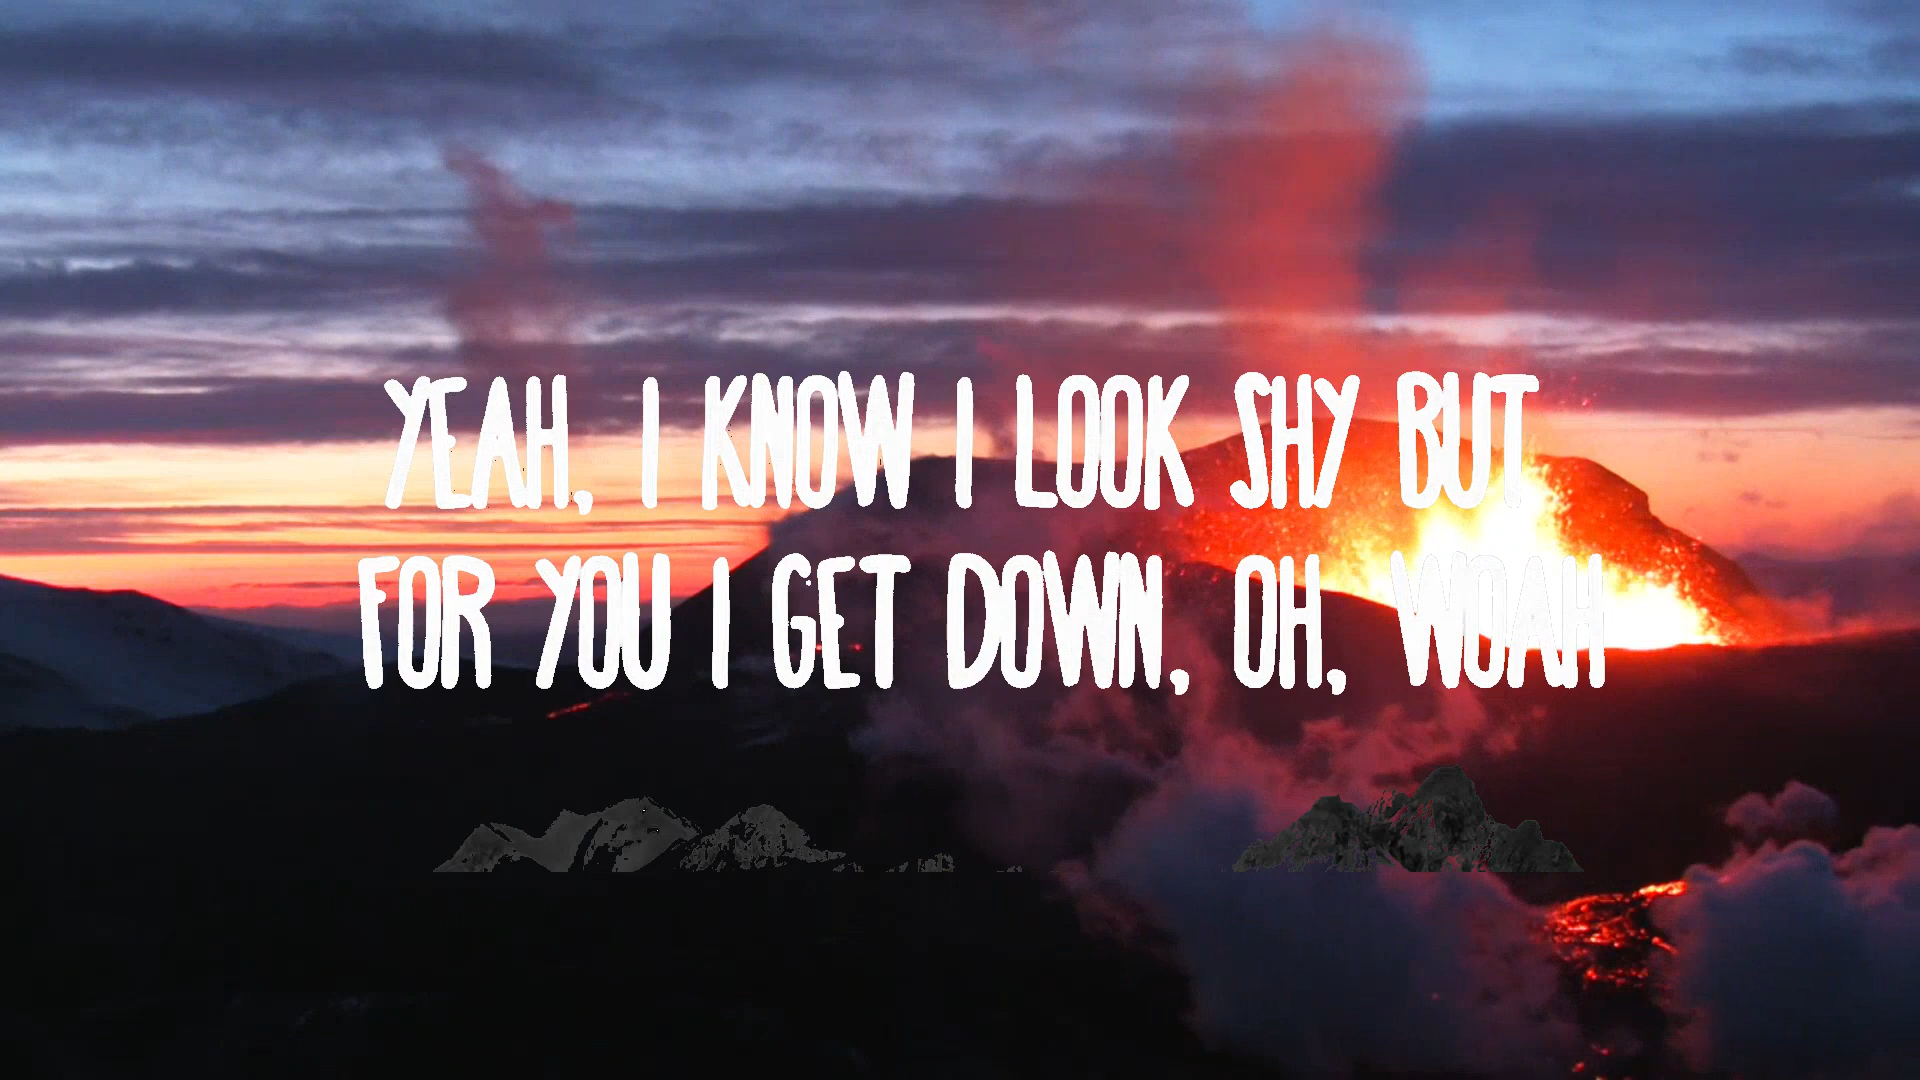 YEAH, I KNOW I LOOK SHY BUT
FOR YOU I GET DOWN, OH, WOAH